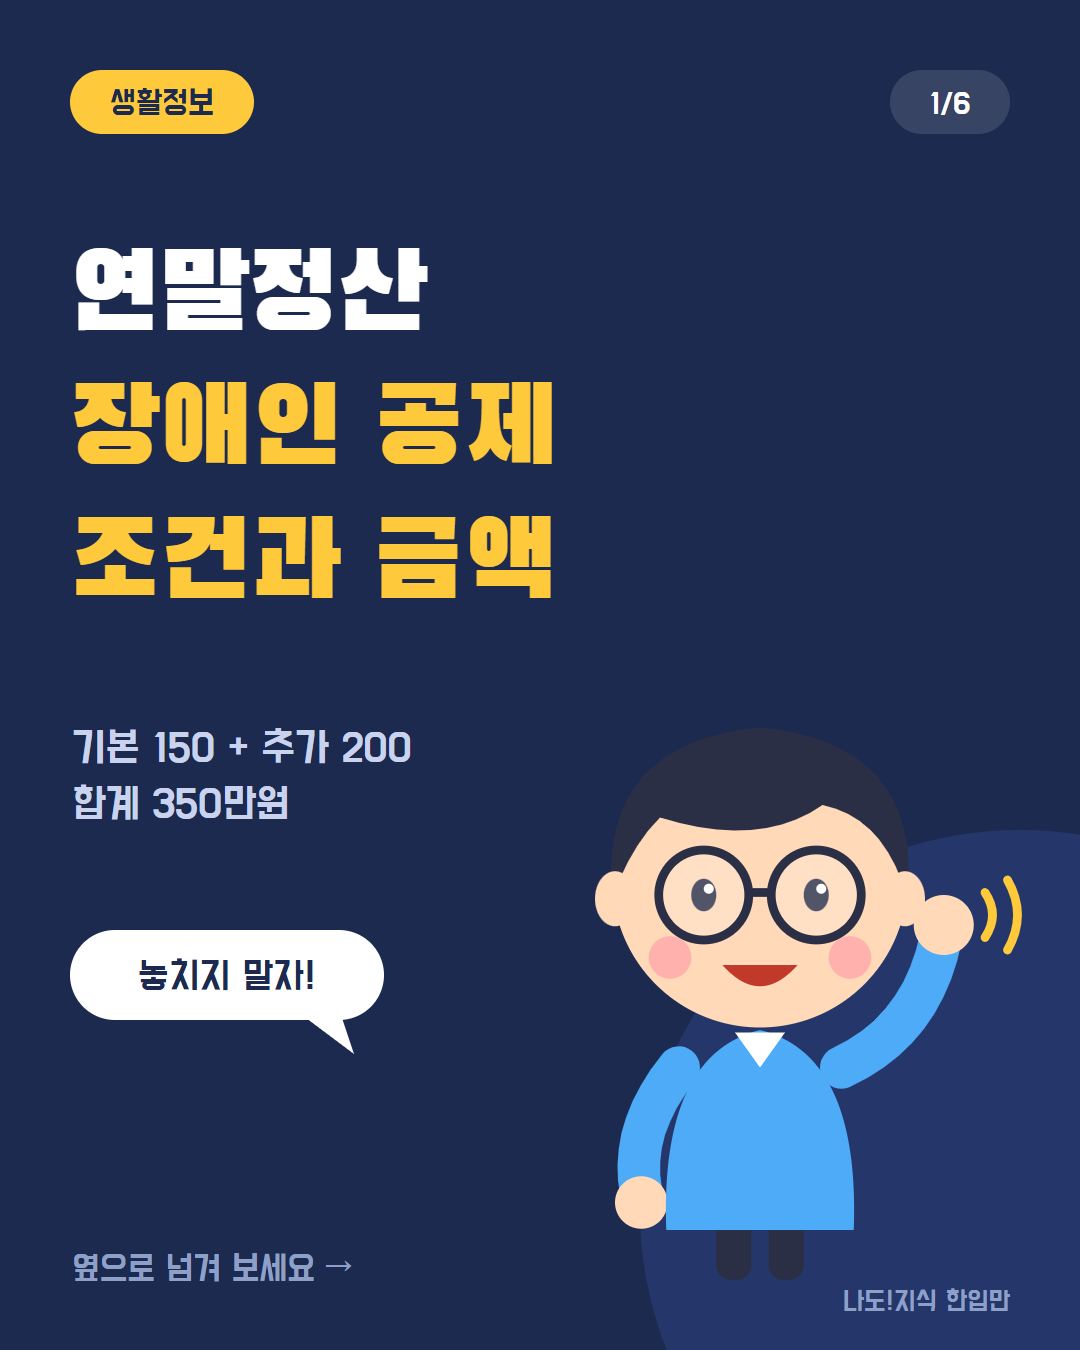 생활정보
1/6
연말정산
장애인 공제
조건과 금액
기본 150 + 추가 200
합계 350만원
놓치지 말자!
옆으로 넘겨 보세요 →
나도!지식 한입만